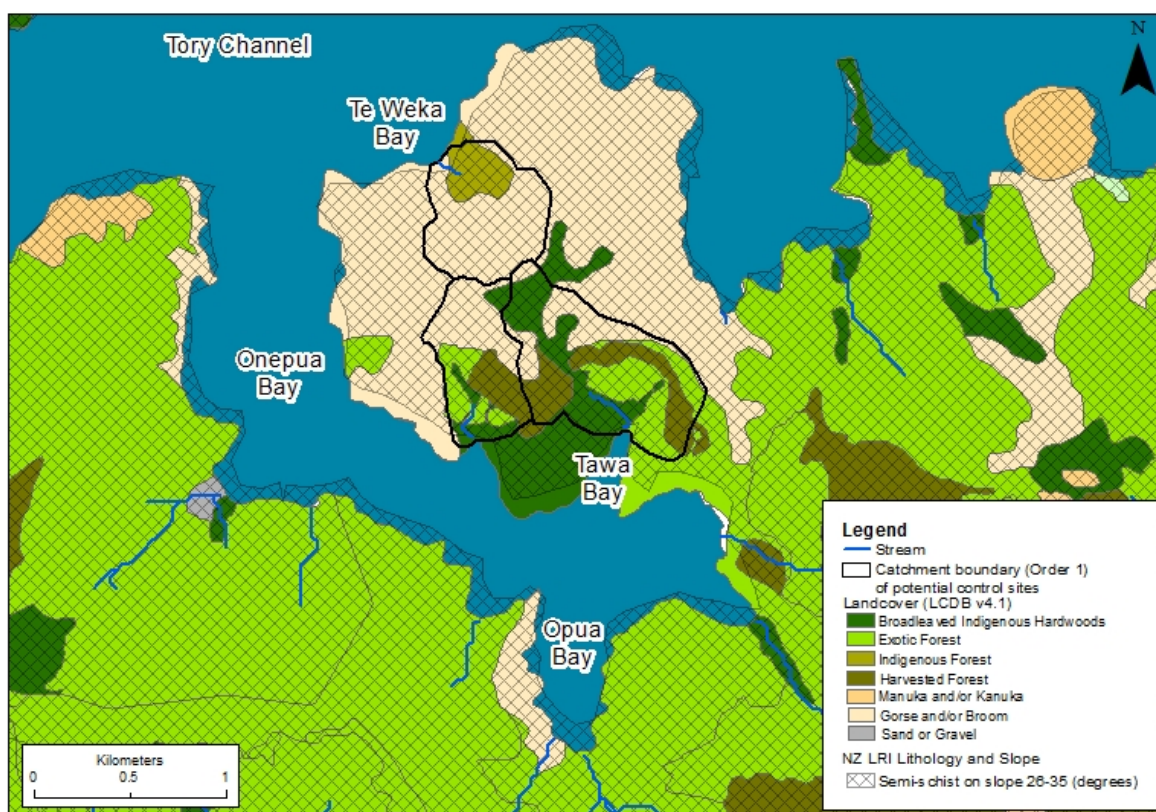 Tory Channel
N
Te Weka
Bay
Onepua
Bay
Tawa
Bay
Opua
Bay
Legend
Stream
Catchment boundary (Order 1)
of potential control sites
Landcover (LCDB v4.1)
Broadleaved Indigenous Hardwoods
Exotic Forest
Indigenous Forest
Harvested Forest
Manuka and/or Kanuka
Gorse and/or Broom
Sand or Gravel
NZ LRI Lithology and Slope
Semi-schist on slope 26-35 (degrees)
Kilometers
0 0.5 1